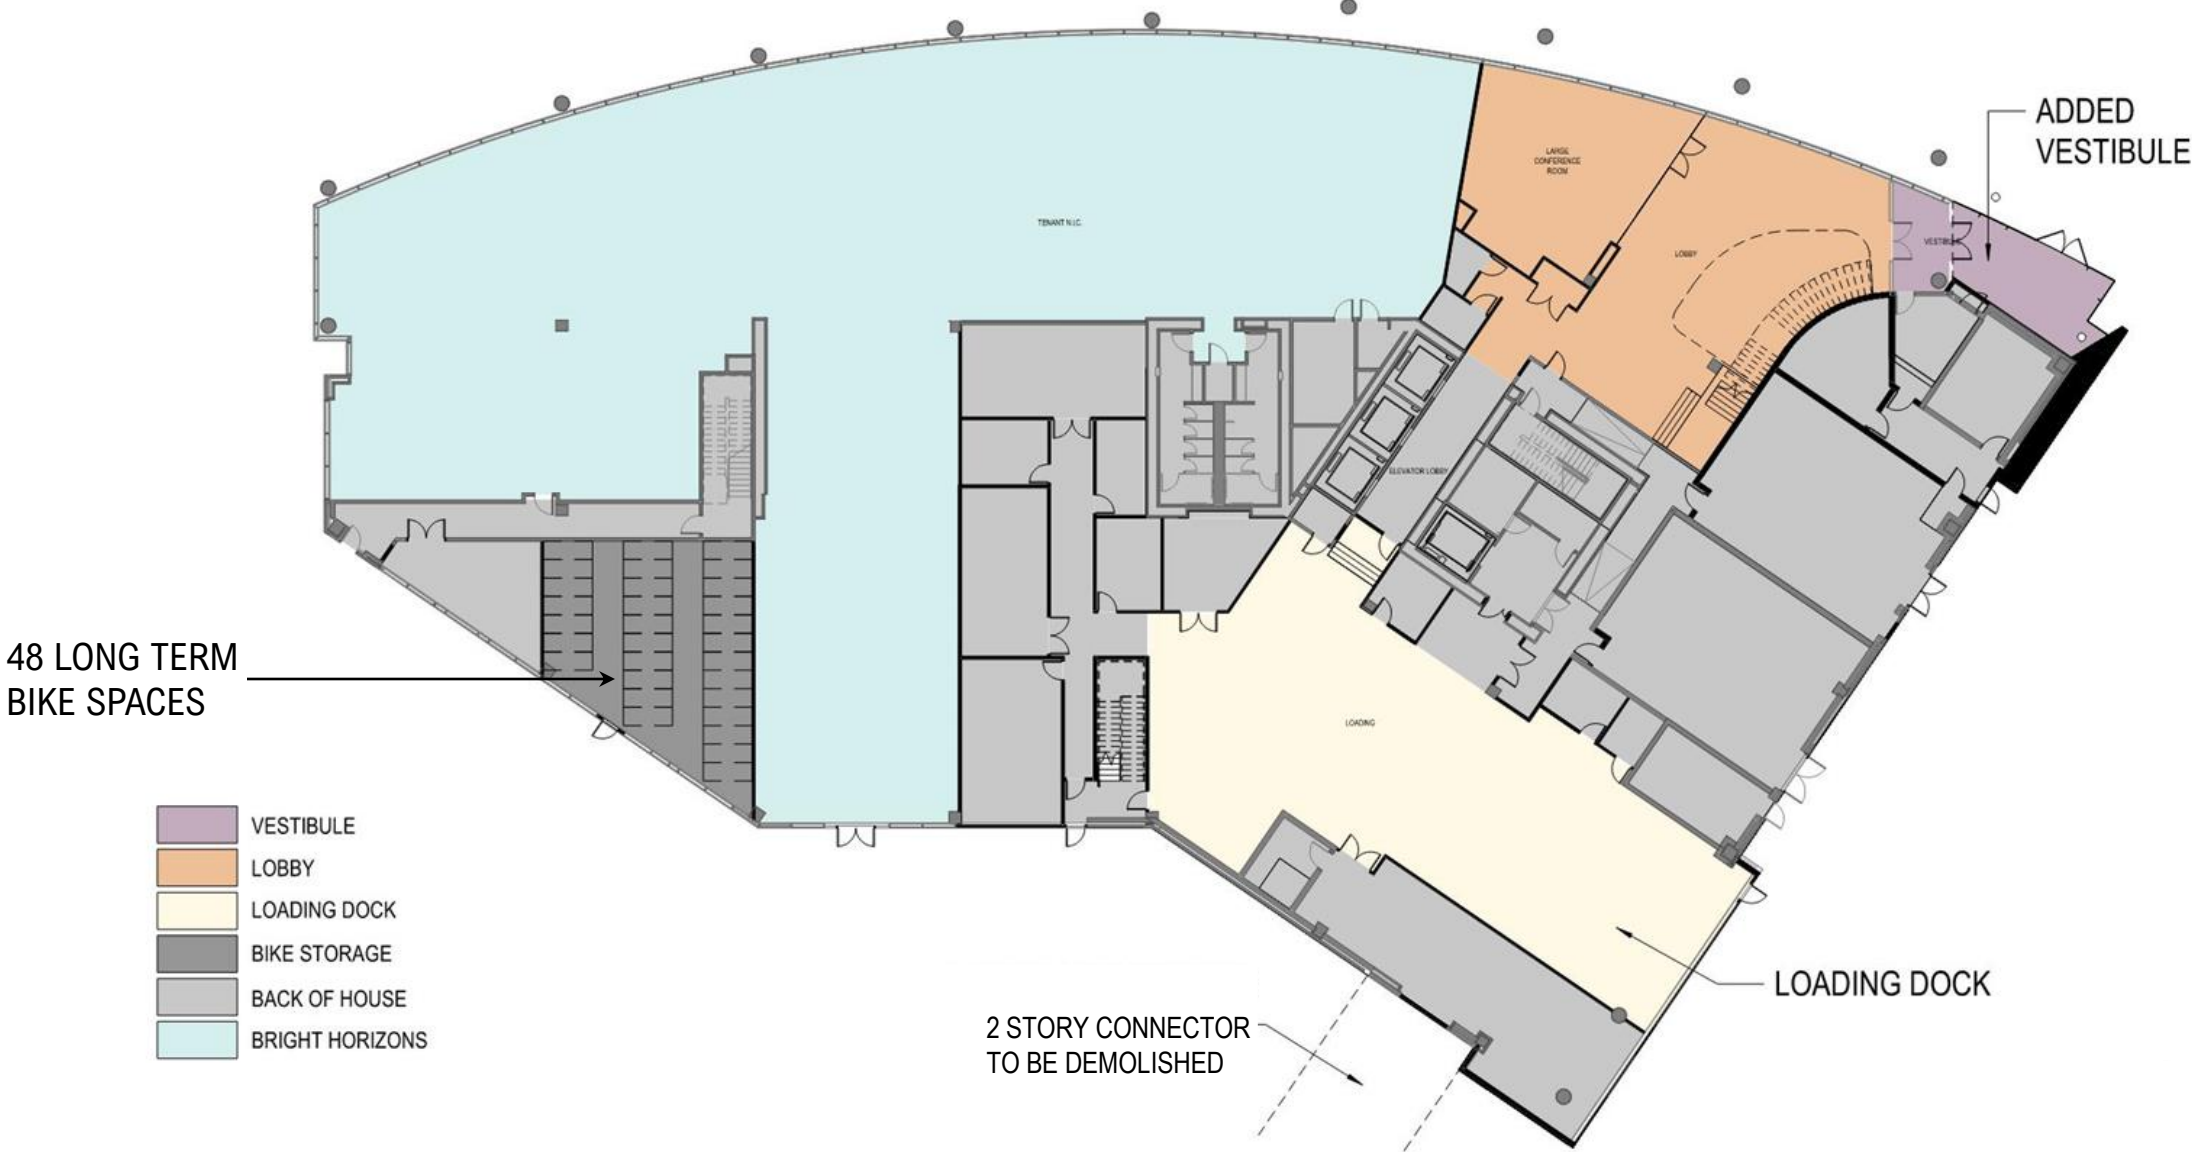 ADDED
VESTIBULE
LARGE
CONFERENCE
ROOM
TENANT N.I.C.
LOBBY
VESTIBULE
ELEVATOR LOBBY
48 LONG TERM
BIKE SPACES
LOADING
VESTIBULE
LOBBY
LOADING DOCK
BIKE STORAGE
BACK OF HOUSE
BRIGHT HORIZONS
LOADING DOCK
2 STORY CONNECTOR
TO BE DEMOLISHED